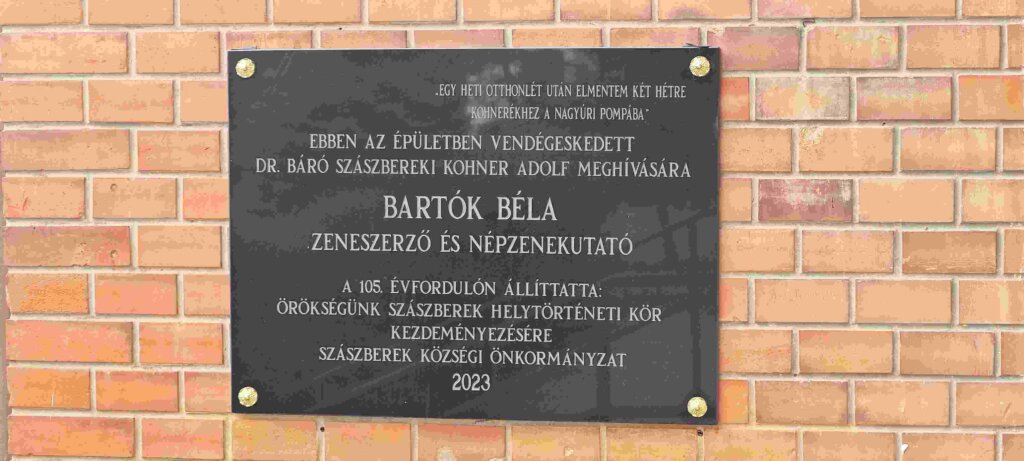 „EGY HETI OTTHONLÉT UTÁN ELMENTEM KÉT HÉTRE
KOHNERÉKHEZ A NAGYÚRI POMPÁBA"
EBBEN AZ ÉPÜLETBEN VENDÉGESKEDETT
DR. BÁRÓ SZÁSZBEREKI KOHNER ADOLF MEGHÍVÁSÁRA
BARTÓK BÉLA
ZENESZERZŐ ÉS NÉPZENEKUTATÓ
A 105. ÉVFORDULÓN ÁLLÍTTATTA:
ÖRÖKSÉGÜNK SZÁSZBEREK HELYTÖRTÉNETI KÖR
KEZDEMÉNYEZÉSÉRE
SZÁSZBEREK KÖZSÉGI ÖNKORMÁNYZAT
2023